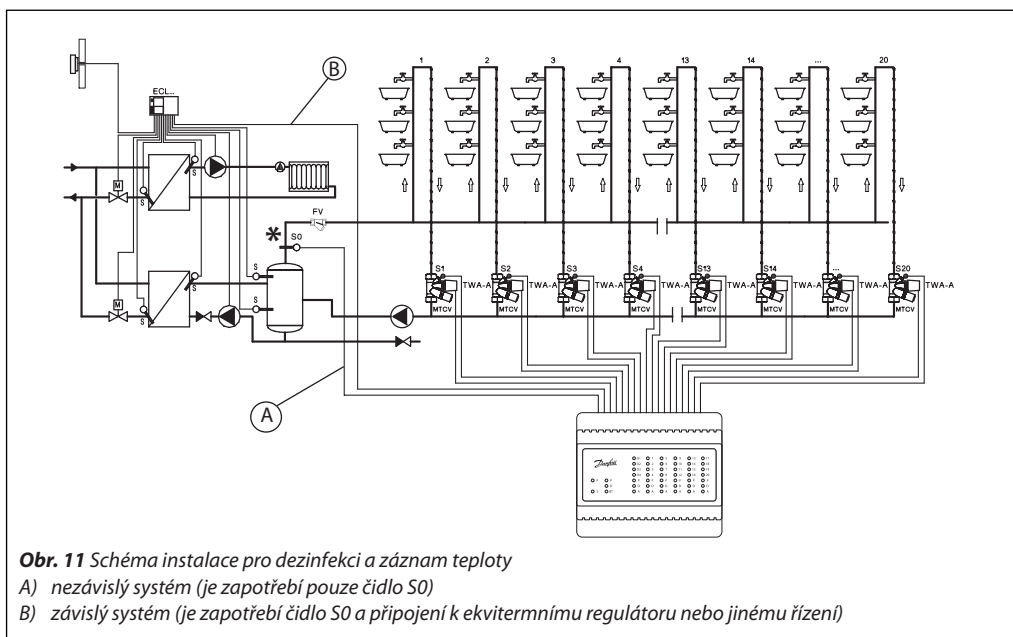 1 2 3 4 13 14 ... 20
B
ECL...
M
S
S
FV
S0
S
M
S
S
S
S1 S2 S3 S4 S13 S14 ... S20
TWA-A TWA-A TWA-A TWA-A TWA-A TWA-A TWA-A TWA-A
MTCV MTCV MTCV MTCV MTCV MTCV MTCV MTCV
A
Danfoss
Obr. 11 Schéma instalace pro dezinfekci a záznam teploty
A) nezávislý systém (je zapotřebí pouze čidlo S0)
B) závislý systém (je zapotřebí čidlo S0 a připojení k ekvitermnímu regulátoru nebo jinému řízení)